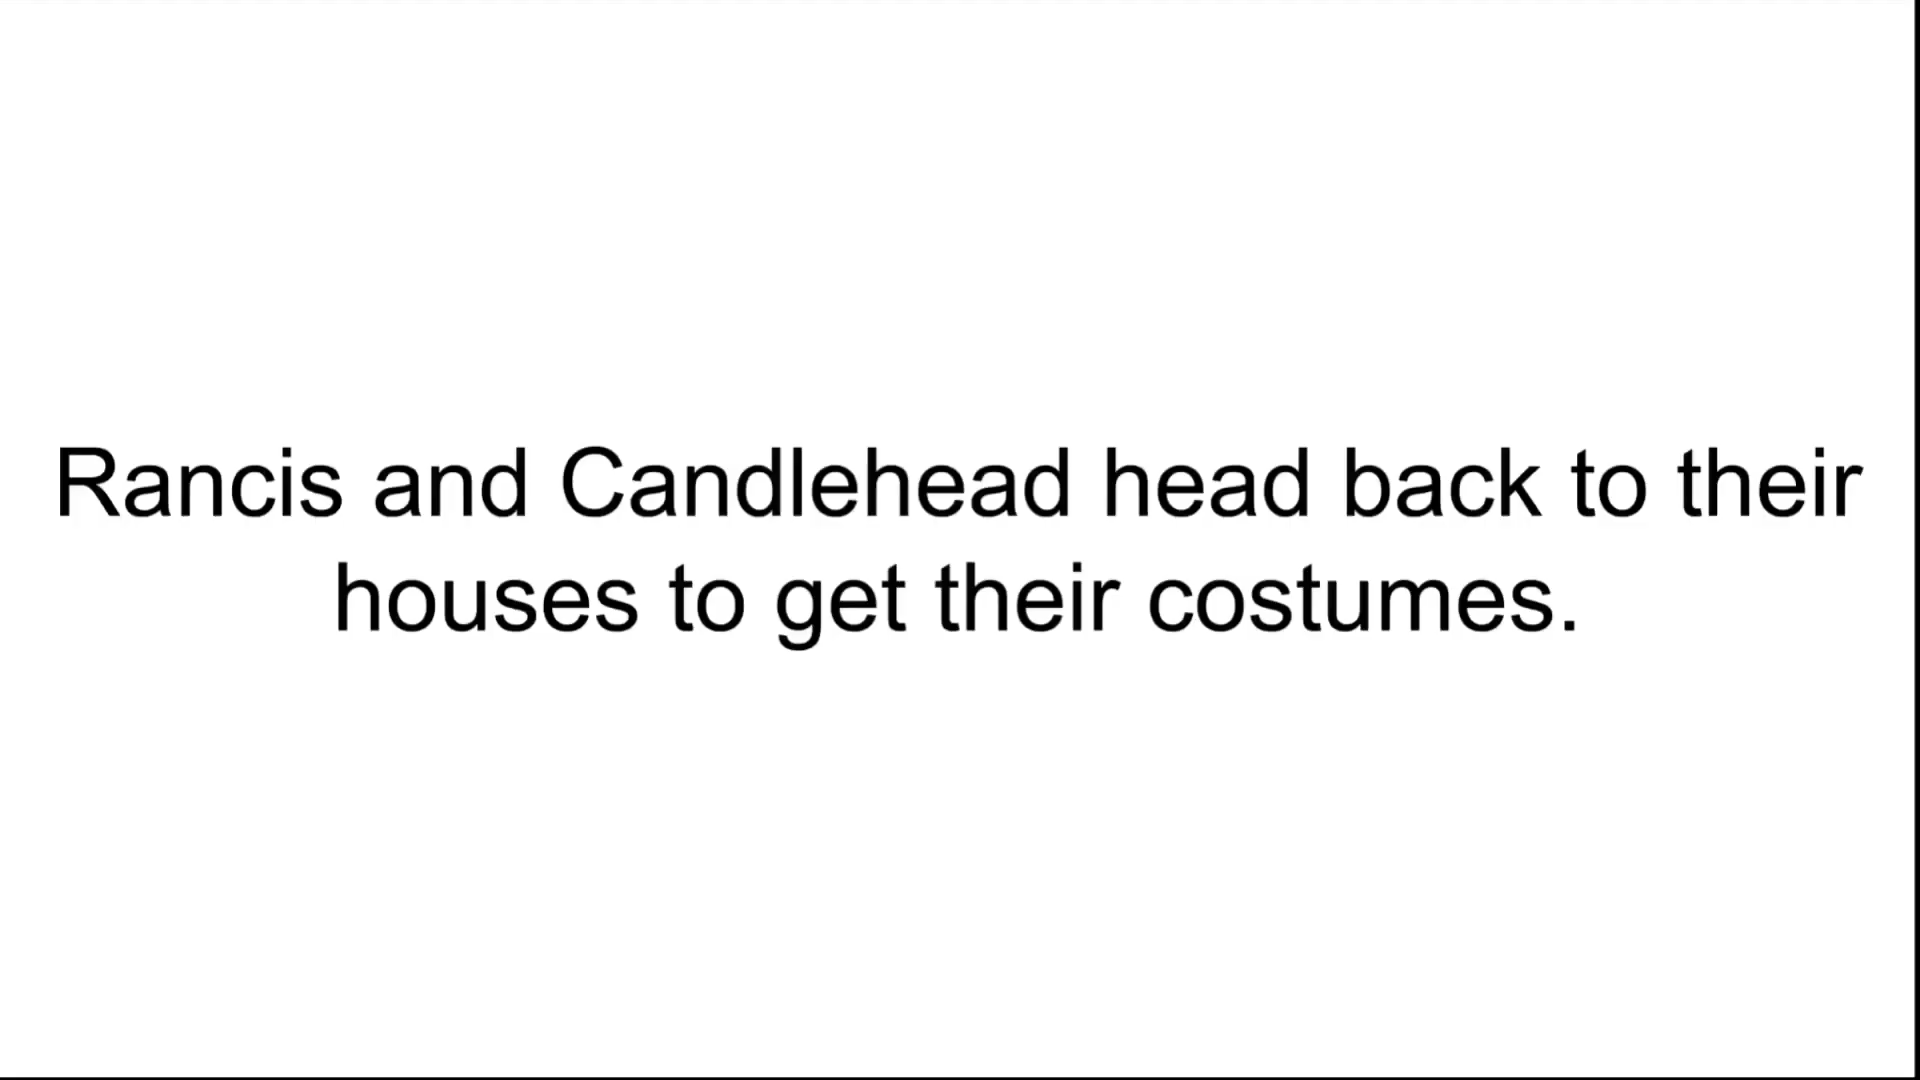 Rancis and Candlehead head back to their
houses to get their costumes.